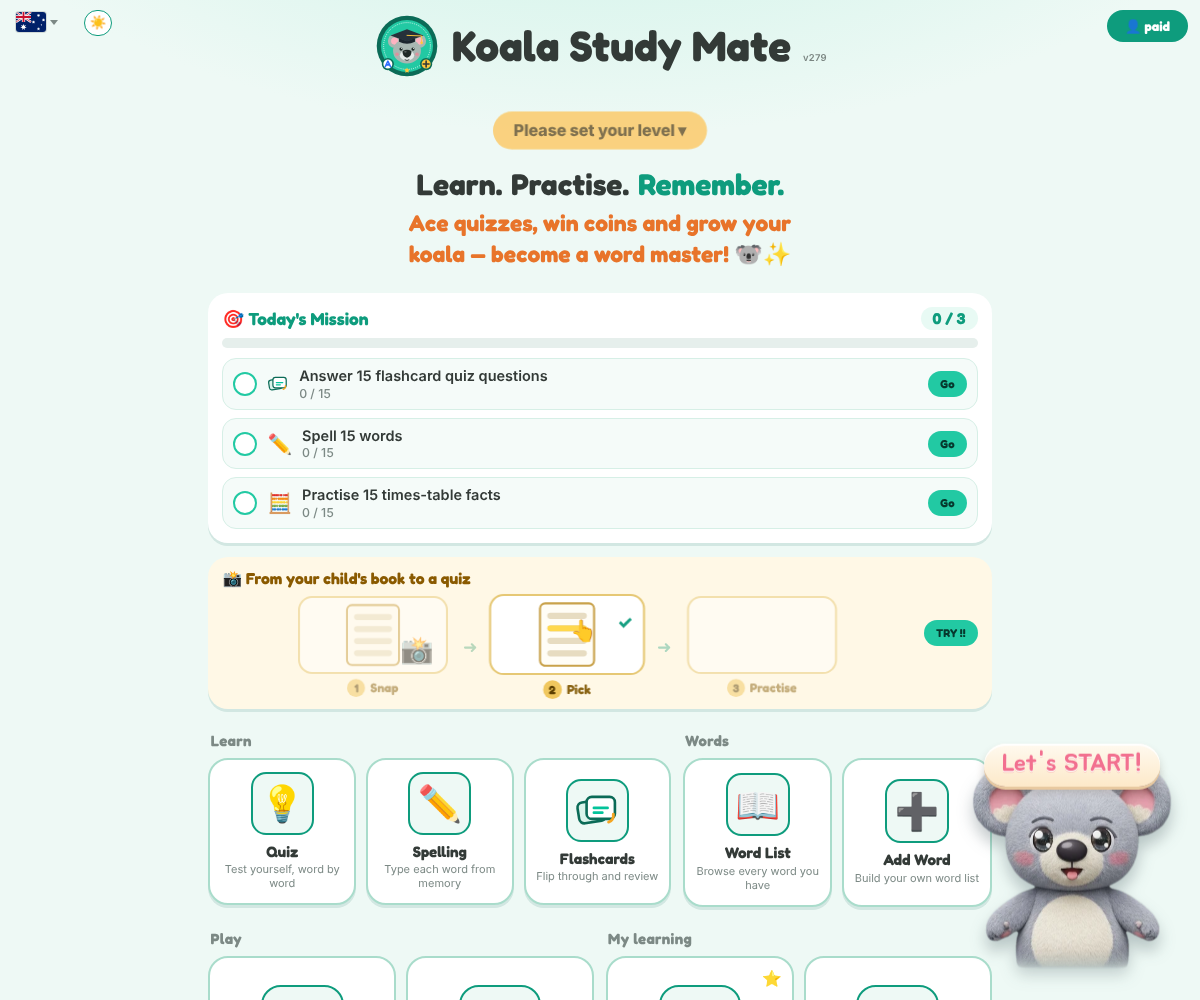 Koala Study Mate v279
paid
Please set your level ▾
Learn. Practise. Remember.
Ace quizzes, win coins and grow your
koala — become a word master! 🐨✨
🎯 Today's Mission
0 / 3
Answer 15 flashcard quiz questions
0 / 15
Go
Spell 15 words
0 / 15
Go
Practise 15 times-table facts
0 / 15
Go
📸 From your child's book to a quiz
1 Snap
2 Pick
3 Practise
TRY !!
Learn
Words
Quiz
Test yourself, word by
word
Spelling
Type each word from
memory
Flashcards
Flip through and review
Word List
Browse every word you
have
Add Word
Build your own word list
Let's START!
Play
My learning